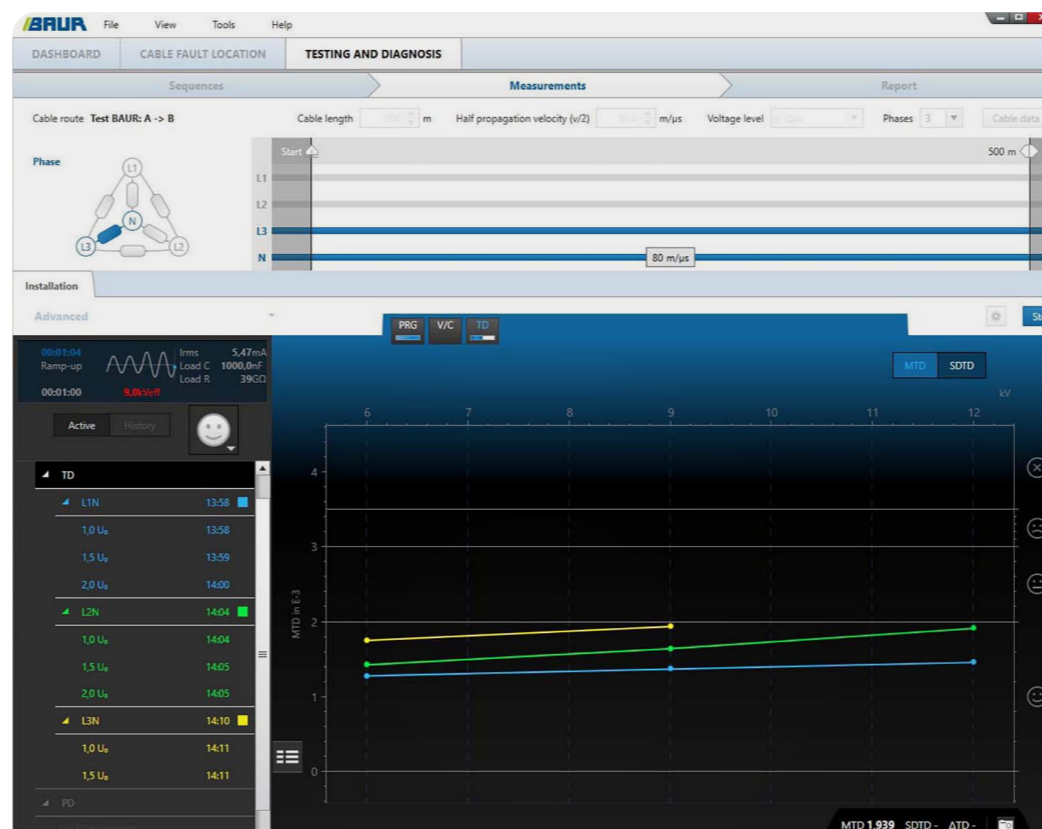 BAUR File View Tools Help
DASHBOARD CABLE FAULT LOCATION TESTING AND DIAGNOSIS
Sequences Measurements Report
Cable route Test BAUR: A -> B Cable length 500 m Half propagation velocity (v/2) 80.0 m/µs Voltage level Phases 3 Cable data
Phase
Start 500 m
L1
L1
L2
N
L3
L3 L2
N 80 m/µs
Installation
Advanced
PRG V/C TD
00:01:04 Irms 5,47mA
Ramp-up Load C 1000,0nF
Load R 39GΩ
00:01:00 9,0kVeff
MTD SDTD
kV
Active History
6 7 8 9 10 11 12
TD
4
L1N 13:58
1,0 U₀ 13:58
3
1,5 U₀ 13:59
2,0 U₀ 14:00
MTD in E-3
L2N 14:04
2
1,0 U₀ 14:04
1,5 U₀ 14:05
2,0 U₀ 14:05
1
L3N 14:10
1,0 U₀ 14:11
0
1,5 U₀ 14:11
PD
MTD 1.939 SDTD - ΔTD -